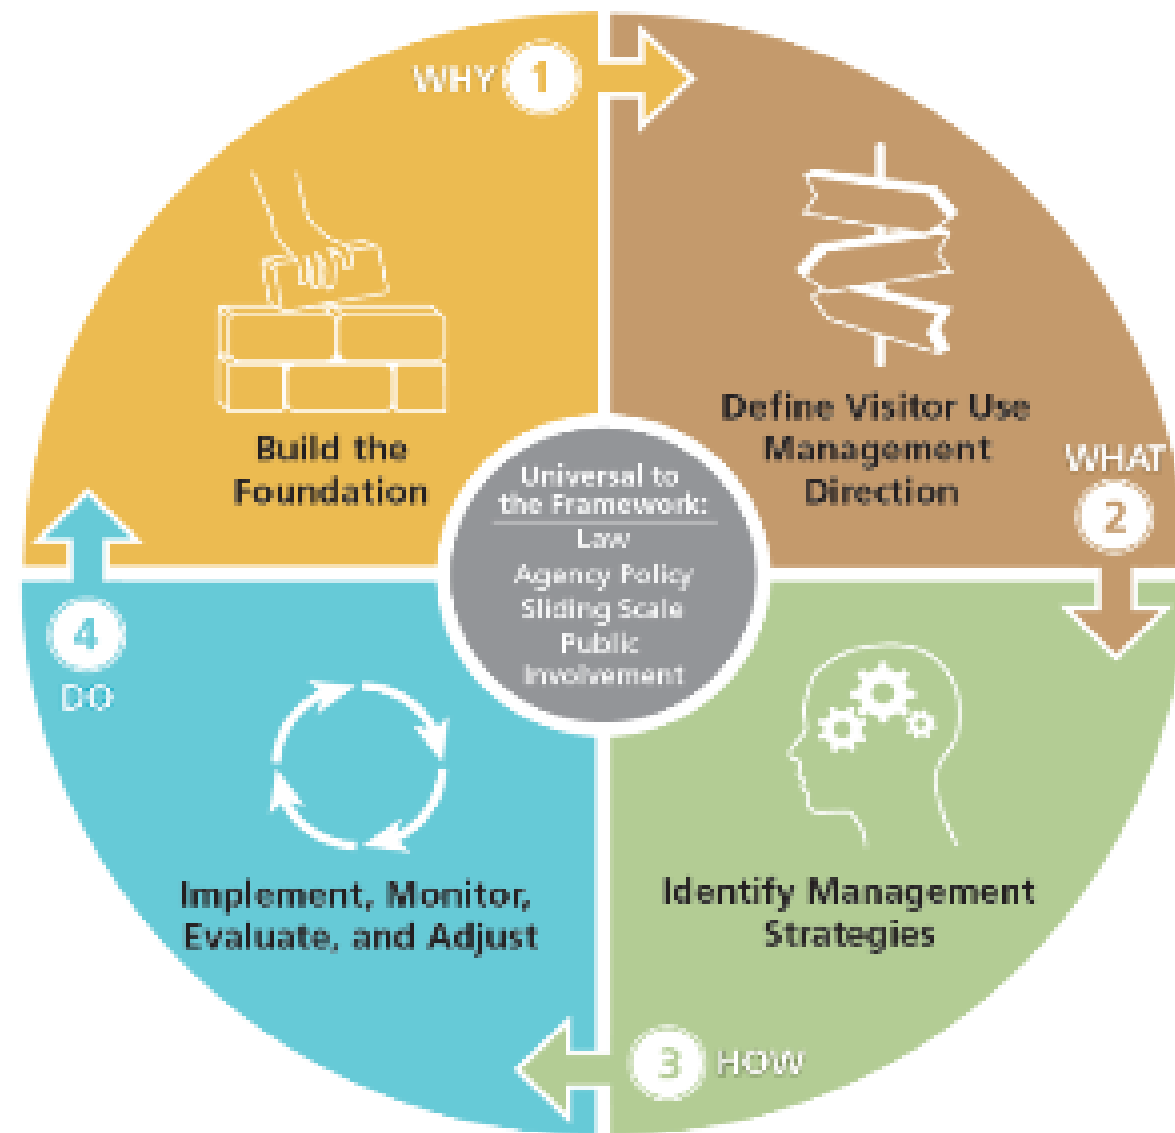 WHY 1
Build the
Foundation
Define Visitor Use
Management
Direction
WHAT
2
Universal to
the Framework:
Law
Agency Policy
Sliding Scale
Public
Involvement
Identify Management
Strategies
3 HOW
4
DO
Implement, Monitor,
Evaluate, and Adjust